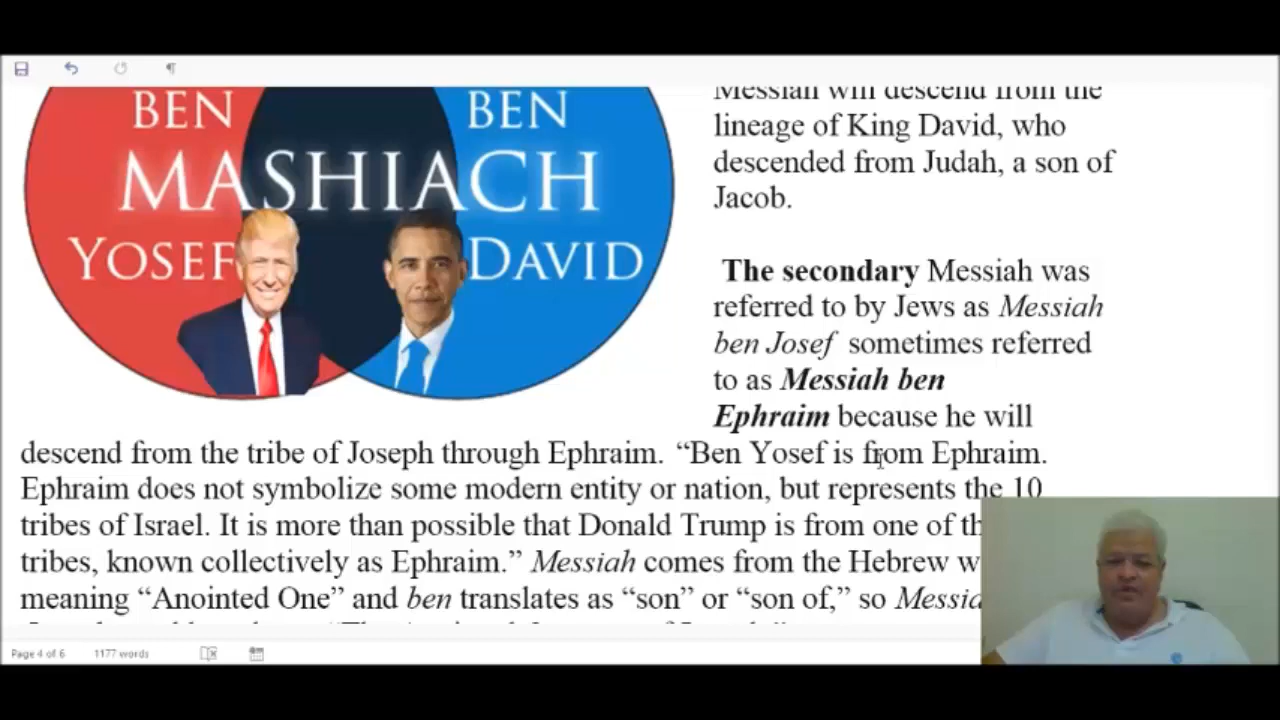 BEN BEN
MASHIACH
YOSEF DAVID
Messiah will descend from the
lineage of King David, who
descended from Judah, a son of
Jacob.
The secondary Messiah was
referred to by Jews as Messiah
ben Josef sometimes referred
to as Messiah ben
Ephraim because he will
descend from the tribe of Joseph through Ephraim. “Ben Yosef is from Ephraim.
Ephraim does not symbolize some modern entity or nation, but represents the 10
tribes of Israel. It is more than possible that Donald Trump is from one of
tribes, known collectively as Ephraim.” Messiah comes from the Hebrew
meaning “Anointed One” and ben translates as “son” or “son of,” so
Page 4 of 6 1177 words